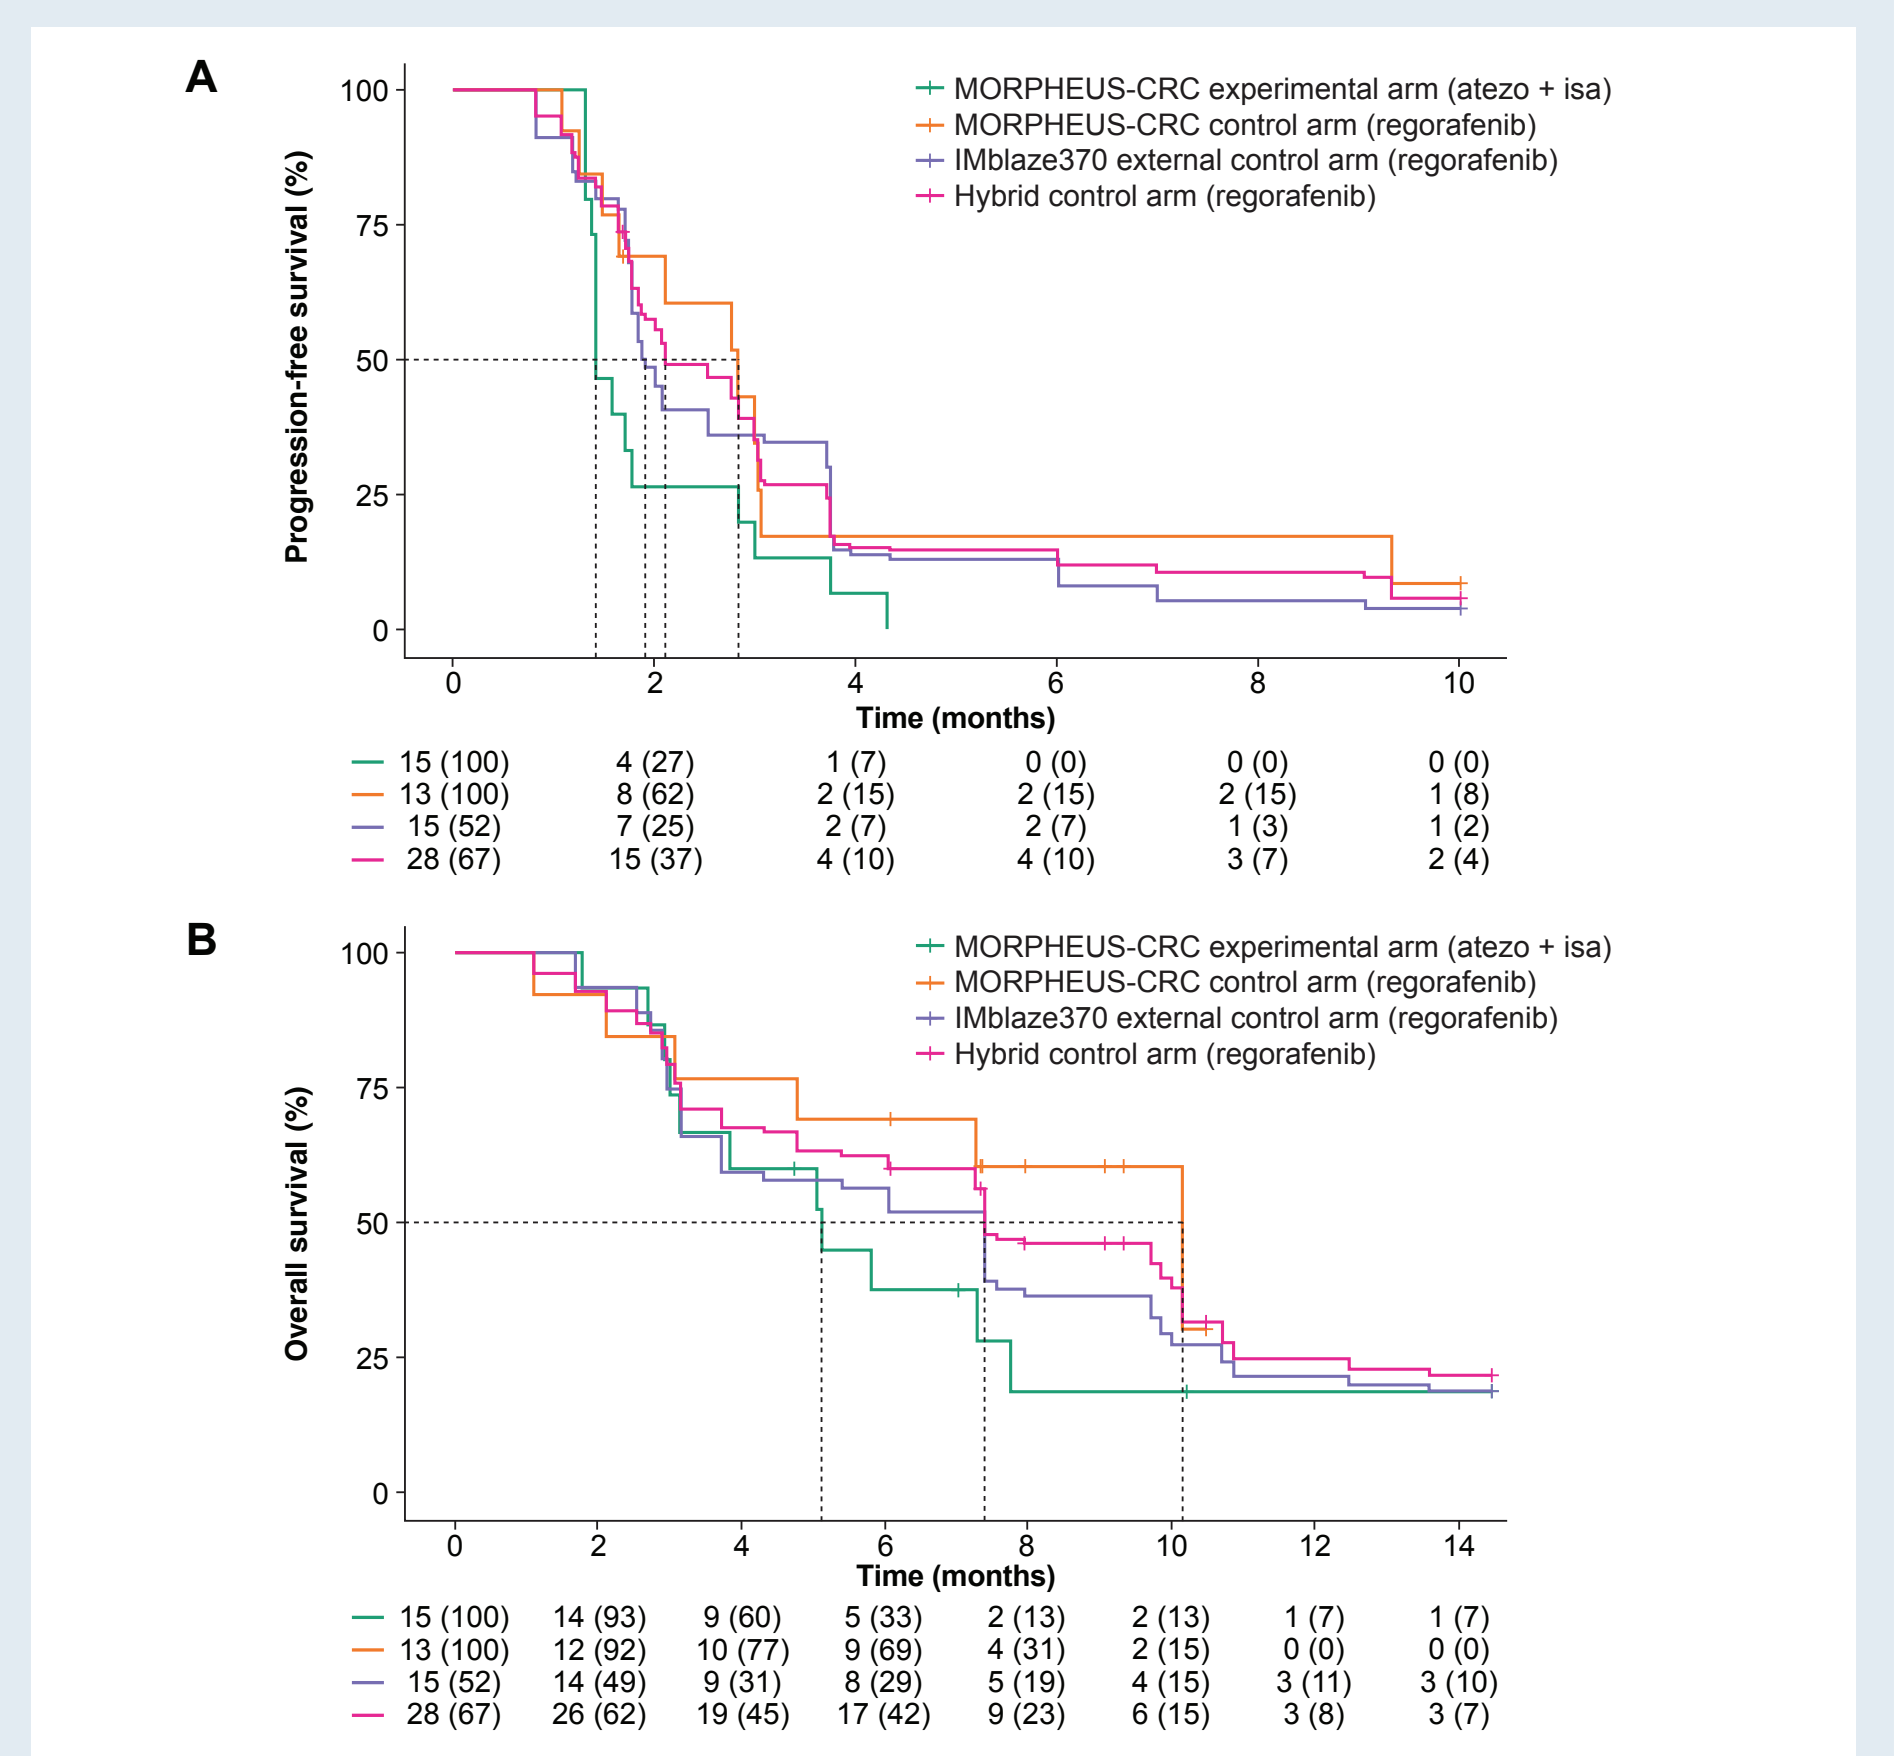 A
MORPHEUS-CRC experimental arm (atezo + isa)
MORPHEUS-CRC control arm (regorafenib)
IMblaze370 external control arm (regorafenib)
Hybrid control arm (regorafenib)
Progression-free survival (%)
100
75
50
25
0
0 2 4 6 8 10
Time (months)
15 (100) 4 (27) 1 (7) 0 (0) 0 (0) 0 (0)
13 (100) 8 (62) 2 (15) 2 (15) 2 (15) 1 (8)
15 (52) 7 (25) 2 (7) 2 (7) 1 (3) 1 (2)
28 (67) 15 (37) 4 (10) 4 (10) 3 (7) 2 (4)
B
MORPHEUS-CRC experimental arm (atezo + isa)
MORPHEUS-CRC control arm (regorafenib)
IMblaze370 external control arm (regorafenib)
Hybrid control arm (regorafenib)
Overall survival (%)
100
75
50
25
0
0 2 4 6 8 10 12 14
Time (months)
15 (100) 14 (93) 9 (60) 5 (33) 2 (13) 2 (13) 1 (7) 1 (7)
13 (100) 12 (92) 10 (77) 9 (69) 4 (31) 2 (15) 0 (0) 0 (0)
15 (52) 14 (49) 9 (31) 8 (29) 5 (19) 4 (15) 3 (11) 3 (10)
28 (67) 26 (62) 19 (45) 17 (42) 9 (23) 6 (15) 3 (8) 3 (7)